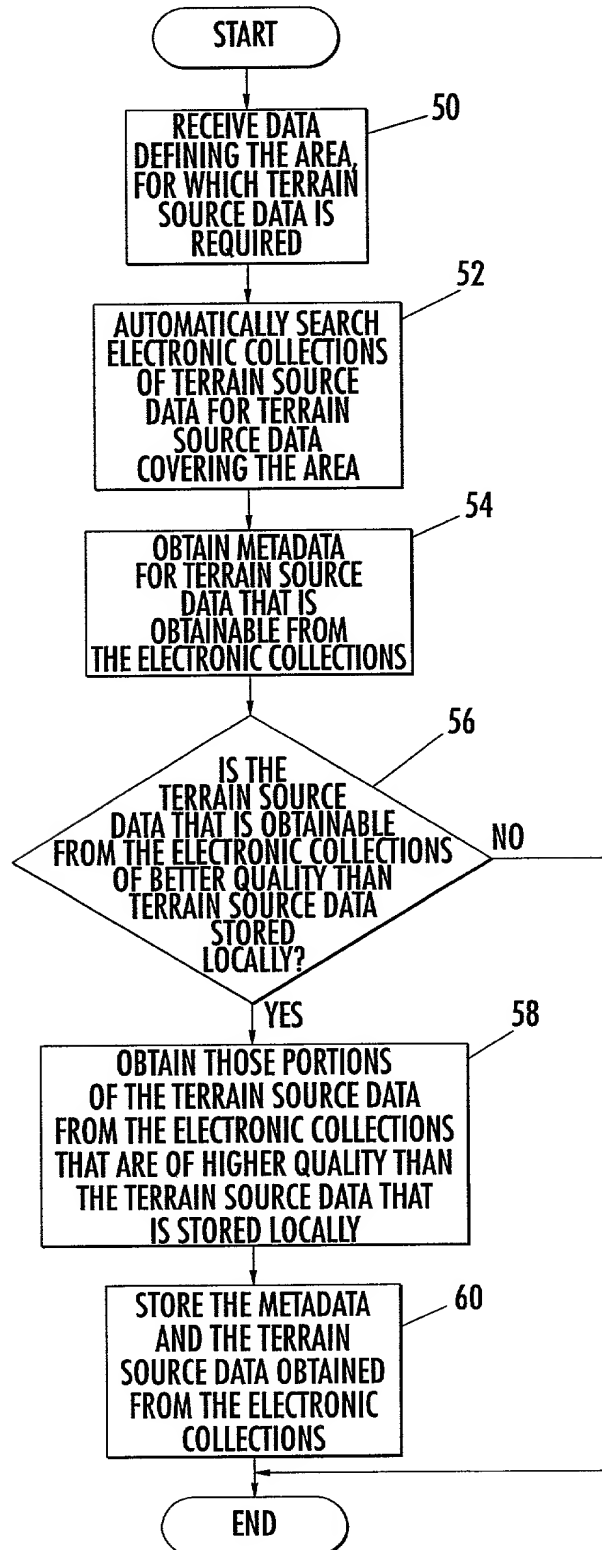 START
50
RECEIVE DATA
DEFINING THE AREA,
FOR WHICH TERRAIN
SOURCE DATA IS
REQUIRED
52
AUTOMATICALLY SEARCH
ELECTRONIC COLLECTIONS
OF TERRAIN SOURCE
DATA FOR TERRAIN
SOURCE DATA
COVERING THE AREA
54
OBTAIN METADATA
FOR TERRAIN SOURCE
DATA THAT IS
OBTAINABLE FROM
THE ELECTRONIC COLLECTIONS
56
IS THE
TERRAIN SOURCE
DATA THAT IS OBTAINABLE
FROM THE ELECTRONIC COLLECTIONS
OF BETTER QUALITY THAN
TERRAIN SOURCE DATA
STORED
LOCALLY?
NO
YES
58
OBTAIN THOSE PORTIONS
OF THE TERRAIN SOURCE DATA
FROM THE ELECTRONIC COLLECTIONS
THAT ARE OF HIGHER QUALITY THAN
THE TERRAIN SOURCE DATA THAT
IS STORED LOCALLY
60
STORE THE METADATA
AND THE TERRAIN
SOURCE DATA OBTAINED
FROM THE ELECTRONIC
COLLECTIONS
END